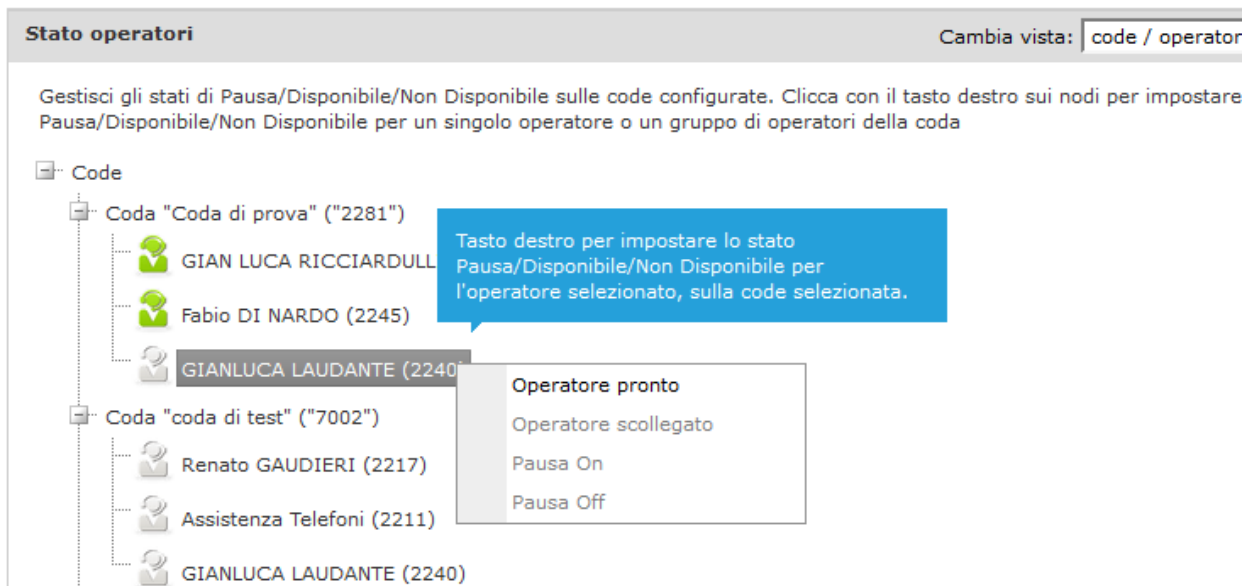 Stato operatori
Cambia vista: code / operator
Gestisci gli stati di Pausa/Disponibile/Non Disponibile sulle code configurate. Clicca con il tasto destro sui nodi per impostare
Pausa/Disponibile/Non Disponibile per un singolo operatore o un gruppo di operatori della coda
Code
Coda "Coda di prova" ("2281")
GIAN LUCA RICCIARDULL
Fabio DI NARDO (2245)
GIANLUCA LAUDANTE (2240)
Tasto destro per impostare lo stato
Pausa/Disponibile/Non Disponibile per
l'operatore selezionato, sulla code selezionata.
Operatore pronto
Operatore scollegato
Pausa On
Pausa Off
Coda "coda di test" ("7002")
Renato GAUDIERI (2217)
Assistenza Telefoni (2211)
GIANLUCA LAUDANTE (2240)